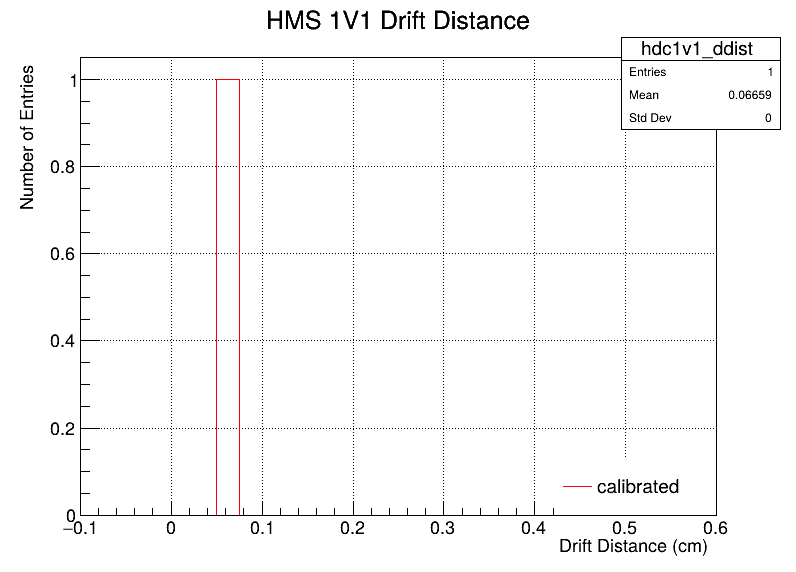 HMS 1V1 Drift Distance
hdc1v1_ddist
Entries 1
Mean 0.06659
Std Dev 0
Number of Entries
1
0.8
0.6
0.4
0.2
0
calibrated
−0.1 0 0.1 0.2 0.3 0.4 0.5 0.6
Drift Distance (cm)